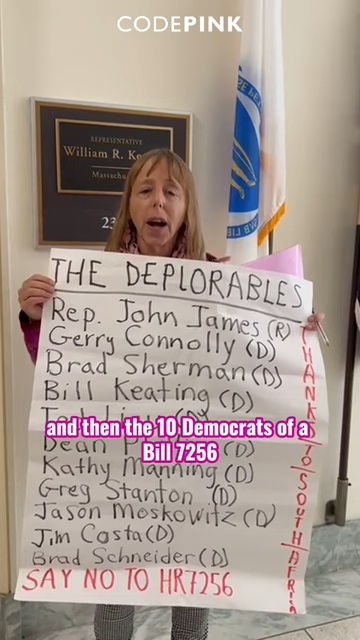 CODEPINK
REPRESENTATIVE
William R. Ke
Massachu
23
THE DEPLORABLES
Rep. John James (R)
Gerry Connolly (D)
Brad Sherman (D)
Bill Keating (D)
and then the 10 Democrats of a
Bill 7256
Dean
(D)
Kathy Manning (D)
Greg Stanton (D)
Jason Moskowitz (D)
Jim Costa (D)
Brad Schneider (D)
SAY NO TO HR7256
THANKS TO SOUTH AFRICA